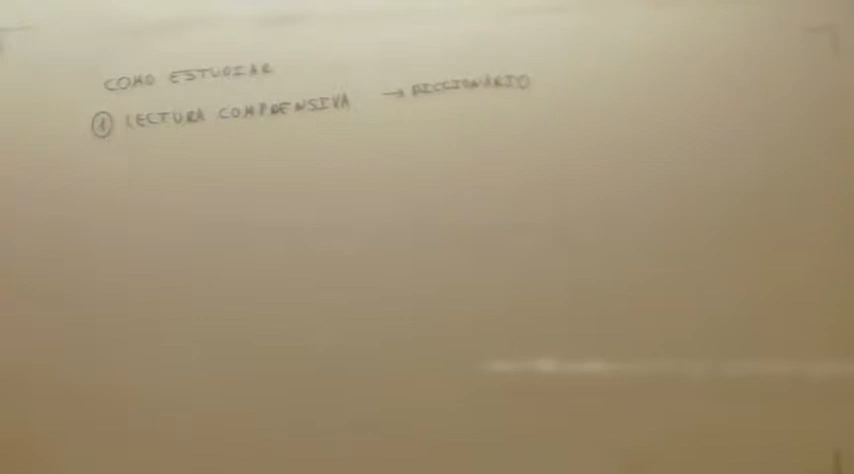 COMO ESTUDIAR
① LECTURA COMPRENSIVA → DICCIONARIO